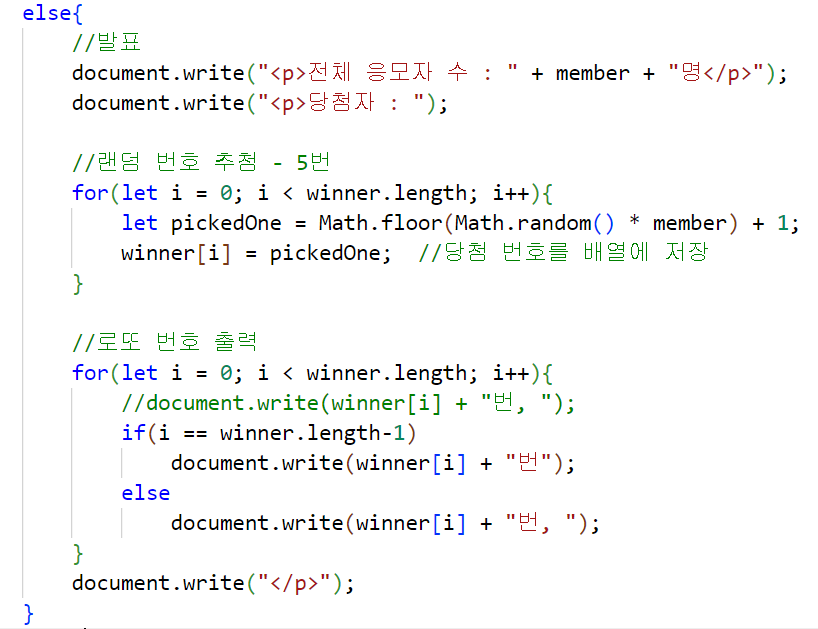 else{
    //발표
    document.write("<p>전체 응모자 수 : " + member + "명</p>");
    document.write("<p>당첨자 : ");
    //랜덤 번호 추첨 - 5번
    for(let i = 0; i < winner.length; i++){
        let pickedOne = Math.floor(Math.random() * member) + 1;
        winner[i] = pickedOne;  //당첨 번호를 배열에 저장
    }
    //로또 번호 출력
    for(let i = 0; i < winner.length; i++){
        //document.write(winner[i] + "번, ");
        if(i == winner.length-1)
            document.write(winner[i] + "번");
        else
            document.write(winner[i] + "번, ");
    }
    document.write("</p>");
}